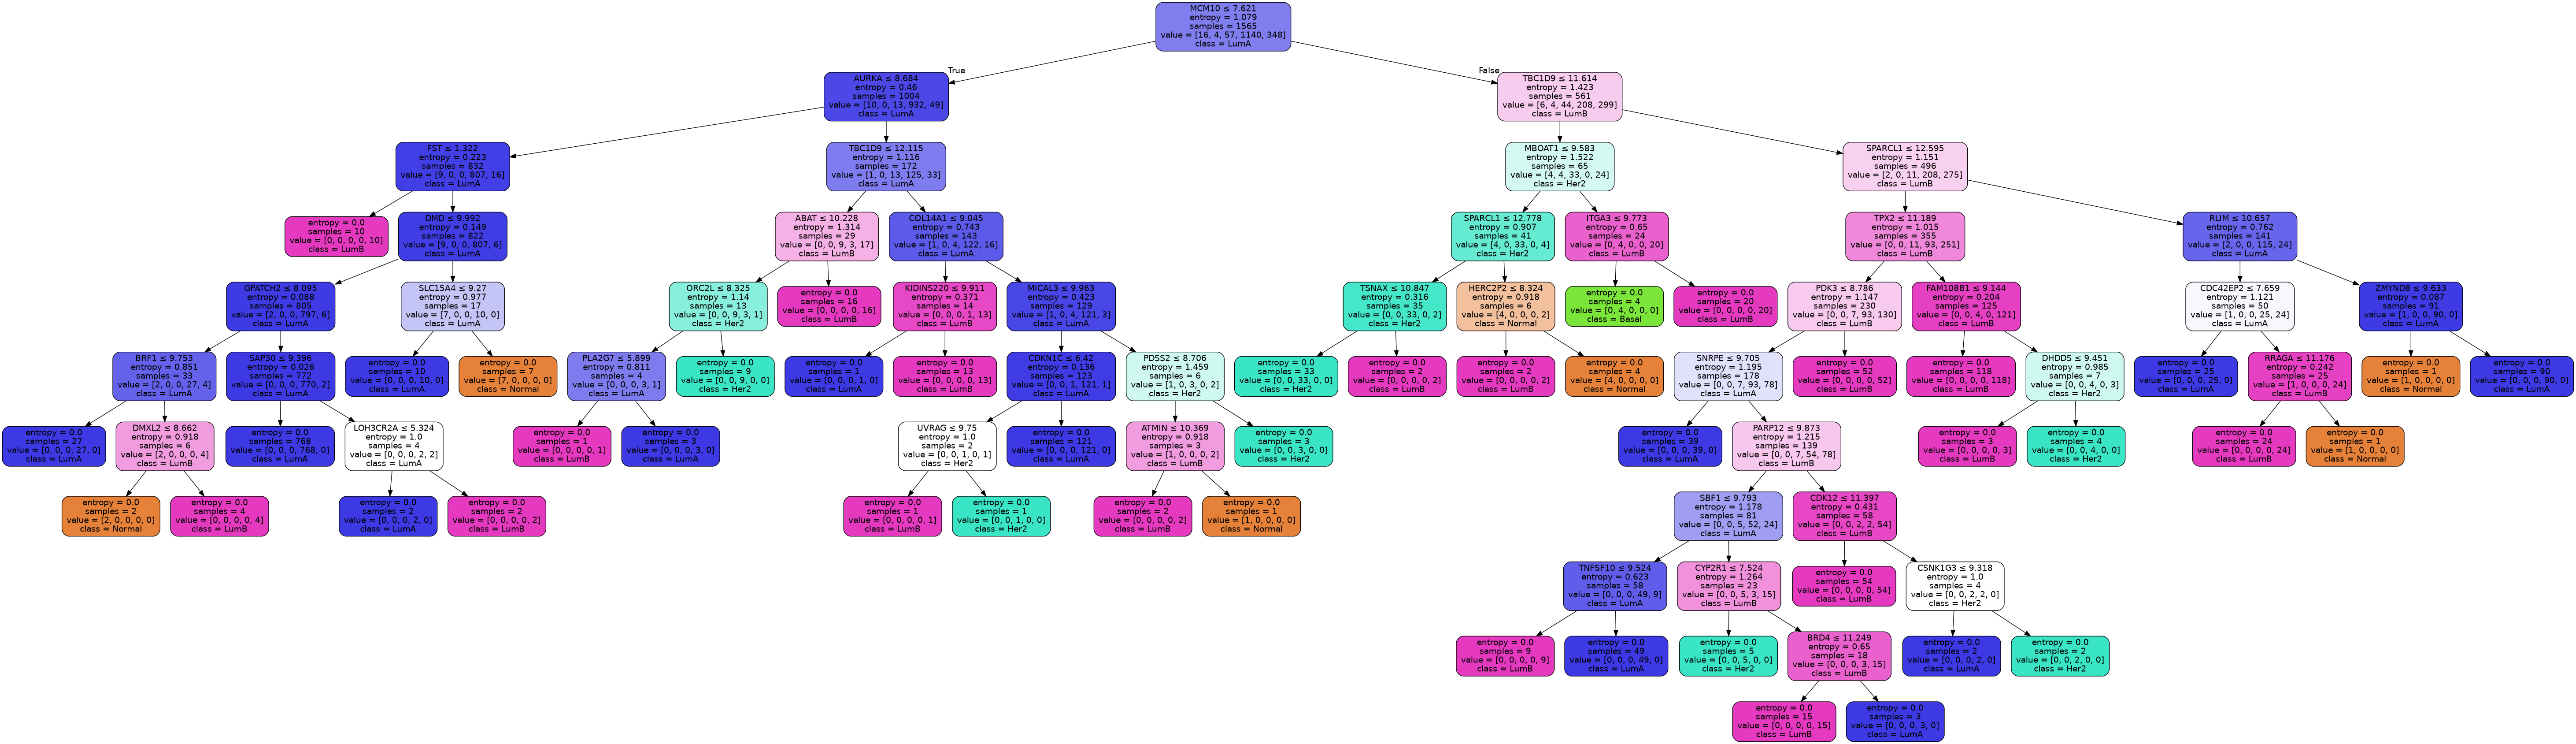 MCM10 ≤ 7.621
entropy = 1.079
samples = 1565
value = [16, 4, 57, 1140, 348]
class = LumA
True
False
AURKA ≤ 8.684
entropy = 0.46
samples = 1004
value = [10, 0, 13, 932, 49]
class = LumA
TBC1D9 ≤ 11.614
entropy = 1.423
samples = 561
value = [6, 4, 44, 208, 299]
class = LumB
FST ≤ 1.322
entropy = 0.223
samples = 832
value = [9, 0, 0, 807, 16]
class = LumA
TBC1D9 ≤ 12.115
entropy = 1.116
samples = 172
value = [1, 0, 13, 125, 33]
class = LumA
MBOAT1 ≤ 9.583
entropy = 1.522
samples = 65
value = [4, 4, 33, 0, 24]
class = Her2
SPARCL1 ≤ 12.595
entropy = 1.151
samples = 496
value = [2, 0, 11, 208, 275]
class = LumB
entropy = 0.0
samples = 10
value = [0, 0, 0, 0, 10]
class = LumB
DMD ≤ 9.992
entropy = 0.149
samples = 822
value = [9, 0, 0, 807, 6]
class = LumA
ABAT ≤ 10.228
entropy = 1.314
samples = 29
value = [0, 0, 9, 3, 17]
class = LumB
COL14A1 ≤ 9.045
entropy = 0.743
samples = 143
value = [1, 0, 4, 122, 16]
class = LumA
SPARCL1 ≤ 12.778
entropy = 0.907
samples = 41
value = [4, 0, 33, 0, 4]
class = Her2
ITGA3 ≤ 9.773
entropy = 0.65
samples = 24
value = [0, 4, 0, 0, 20]
class = LumB
TPX2 ≤ 11.189
entropy = 1.015
samples = 355
value = [0, 0, 11, 93, 251]
class = LumB
RLIM ≤ 10.657
entropy = 0.762
samples = 141
value = [2, 0, 0, 115, 24]
class = LumA
GPATCH2 ≤ 8.095
entropy = 0.088
samples = 805
value = [2, 0, 0, 797, 6]
class = LumA
SLC15A4 ≤ 9.27
entropy = 0.977
samples = 17
value = [7, 0, 0, 10, 0]
class = LumA
ORC2L ≤ 8.325
entropy = 1.14
samples = 13
value = [0, 0, 9, 3, 1]
class = Her2
entropy = 0.0
samples = 16
value = [0, 0, 0, 0, 16]
class = LumB
KIDINS220 ≤ 9.911
entropy = 0.371
samples = 14
value = [0, 0, 0, 1, 13]
class = LumB
MICAL3 ≤ 9.963
entropy = 0.423
samples = 129
value = [1, 0, 4, 121, 3]
class = LumA
TSNAX ≤ 10.847
entropy = 0.316
samples = 35
value = [0, 0, 33, 0, 2]
class = Her2
HERC2P2 ≤ 8.324
entropy = 0.918
samples = 6
value = [4, 0, 0, 0, 2]
class = Normal
entropy = 0.0
samples = 4
value = [0, 4, 0, 0, 0]
class = Basal
entropy = 0.0
samples = 20
value = [0, 0, 0, 0, 20]
class = LumB
PDK3 ≤ 8.786
entropy = 1.147
samples = 230
value = [0, 0, 7, 93, 130]
class = LumB
FAM108B1 ≤ 9.144
entropy = 0.204
samples = 125
value = [0, 0, 4, 0, 121]
class = LumB
CDC42EP2 ≤ 7.659
entropy = 1.121
samples = 50
value = [1, 0, 0, 25, 24]
class = LumA
ZMYND8 ≤ 9.633
entropy = 0.087
samples = 91
value = [1, 0, 0, 90, 0]
class = LumA
BRF1 ≤ 9.753
entropy = 0.851
samples = 33
value = [2, 0, 0, 27, 4]
class = LumA
SAP30 ≤ 9.396
entropy = 0.026
samples = 772
value = [0, 0, 0, 770, 2]
class = LumA
entropy = 0.0
samples = 10
value = [0, 0, 0, 10, 0]
class = LumA
entropy = 0.0
samples = 7
value = [7, 0, 0, 0, 0]
class = Normal
PLA2G7 ≤ 5.899
entropy = 0.811
samples = 4
value = [0, 0, 0, 3, 1]
class = LumA
entropy = 0.0
samples = 9
value = [0, 0, 9, 0, 0]
class = Her2
entropy = 0.0
samples = 1
value = [0, 0, 0, 1, 0]
class = LumA
entropy = 0.0
samples = 13
value = [0, 0, 0, 0, 13]
class = LumB
CDKN1C ≤ 6.42
entropy = 0.136
samples = 123
value = [0, 0, 1, 121, 1]
class = LumA
PDSS2 ≤ 8.706
entropy = 1.459
samples = 6
value = [1, 0, 3, 0, 2]
class = Her2
entropy = 0.0
samples = 33
value = [0, 0, 33, 0, 0]
class = Her2
entropy = 0.0
samples = 2
value = [0, 0, 0, 0, 2]
class = LumB
entropy = 0.0
samples = 2
value = [0, 0, 0, 0, 2]
class = LumB
entropy = 0.0
samples = 4
value = [4, 0, 0, 0, 0]
class = Normal
SNRPE ≤ 9.705
entropy = 1.195
samples = 178
value = [0, 0, 7, 93, 78]
class = LumA
entropy = 0.0
samples = 52
value = [0, 0, 0, 0, 52]
class = LumB
entropy = 0.0
samples = 118
value = [0, 0, 0, 0, 118]
class = LumB
DHDDS ≤ 9.451
entropy = 0.985
samples = 7
value = [0, 0, 4, 0, 3]
class = Her2
entropy = 0.0
samples = 25
value = [0, 0, 0, 25, 0]
class = LumA
RRAGA ≤ 11.176
entropy = 0.242
samples = 25
value = [1, 0, 0, 0, 24]
class = LumB
entropy = 0.0
samples = 1
value = [1, 0, 0, 0, 0]
class = Normal
entropy = 0.0
samples = 90
value = [0, 0, 0, 90, 0]
class = LumA
entropy = 0.0
samples = 27
value = [0, 0, 0, 27, 0]
class = LumA
DMXL2 ≤ 8.662
entropy = 0.918
samples = 6
value = [2, 0, 0, 0, 4]
class = LumB
entropy = 0.0
samples = 768
value = [0, 0, 0, 768, 0]
class = LumA
LOH3CR2A ≤ 5.324
entropy = 1.0
samples = 4
value = [0, 0, 0, 2, 2]
class = LumA
entropy = 0.0
samples = 1
value = [0, 0, 0, 0, 1]
class = LumB
entropy = 0.0
samples = 3
value = [0, 0, 0, 3, 0]
class = LumA
UVRAG ≤ 9.75
entropy = 1.0
samples = 2
value = [0, 0, 1, 0, 1]
class = Her2
entropy = 0.0
samples = 121
value = [0, 0, 0, 121, 0]
class = LumA
ATMIN ≤ 10.369
entropy = 0.918
samples = 3
value = [1, 0, 0, 0, 2]
class = LumB
entropy = 0.0
samples = 3
value = [0, 0, 3, 0, 0]
class = Her2
entropy = 0.0
samples = 39
value = [0, 0, 0, 39, 0]
class = LumA
PARP12 ≤ 9.873
entropy = 1.215
samples = 139
value = [0, 0, 7, 54, 78]
class = LumB
entropy = 0.0
samples = 3
value = [0, 0, 0, 0, 3]
class = LumB
entropy = 0.0
samples = 4
value = [0, 0, 4, 0, 0]
class = Her2
entropy = 0.0
samples = 24
value = [0, 0, 0, 0, 24]
class = LumB
entropy = 0.0
samples = 1
value = [1, 0, 0, 0, 0]
class = Normal
entropy = 0.0
samples = 2
value = [2, 0, 0, 0, 0]
class = Normal
entropy = 0.0
samples = 4
value = [0, 0, 0, 0, 4]
class = LumB
entropy = 0.0
samples = 2
value = [0, 0, 0, 2, 0]
class = LumA
entropy = 0.0
samples = 2
value = [0, 0, 0, 0, 2]
class = LumB
entropy = 0.0
samples = 1
value = [0, 0, 0, 0, 1]
class = LumB
entropy = 0.0
samples = 1
value = [0, 0, 1, 0, 0]
class = Her2
entropy = 0.0
samples = 2
value = [0, 0, 0, 0, 2]
class = LumB
entropy = 0.0
samples = 1
value = [1, 0, 0, 0, 0]
class = Normal
SBF1 ≤ 9.793
entropy = 1.178
samples = 81
value = [0, 0, 5, 52, 24]
class = LumA
CDK12 ≤ 11.397
entropy = 0.431
samples = 58
value = [0, 0, 2, 2, 54]
class = LumB
TNFSF10 ≤ 9.524
entropy = 0.623
samples = 58
value = [0, 0, 0, 49, 9]
class = LumA
CYP2R1 ≤ 7.524
entropy = 1.264
samples = 23
value = [0, 0, 5, 3, 15]
class = LumB
entropy = 0.0
samples = 54
value = [0, 0, 0, 0, 54]
class = LumB
CSNK1G3 ≤ 9.318
entropy = 1.0
samples = 4
value = [0, 0, 2, 2, 0]
class = Her2
entropy = 0.0
samples = 9
value = [0, 0, 0, 0, 9]
class = LumB
entropy = 0.0
samples = 49
value = [0, 0, 0, 49, 0]
class = LumA
entropy = 0.0
samples = 5
value = [0, 0, 5, 0, 0]
class = Her2
BRD4 ≤ 11.249
entropy = 0.65
samples = 18
value = [0, 0, 0, 3, 15]
class = LumB
entropy = 0.0
samples = 2
value = [0, 0, 0, 2, 0]
class = LumA
entropy = 0.0
samples = 2
value = [0, 0, 2, 0, 0]
class = Her2
entropy = 0.0
samples = 15
value = [0, 0, 0, 0, 15]
class = LumB
entropy = 0.0
samples = 3
value = [0, 0, 0, 3, 0]
class = LumA